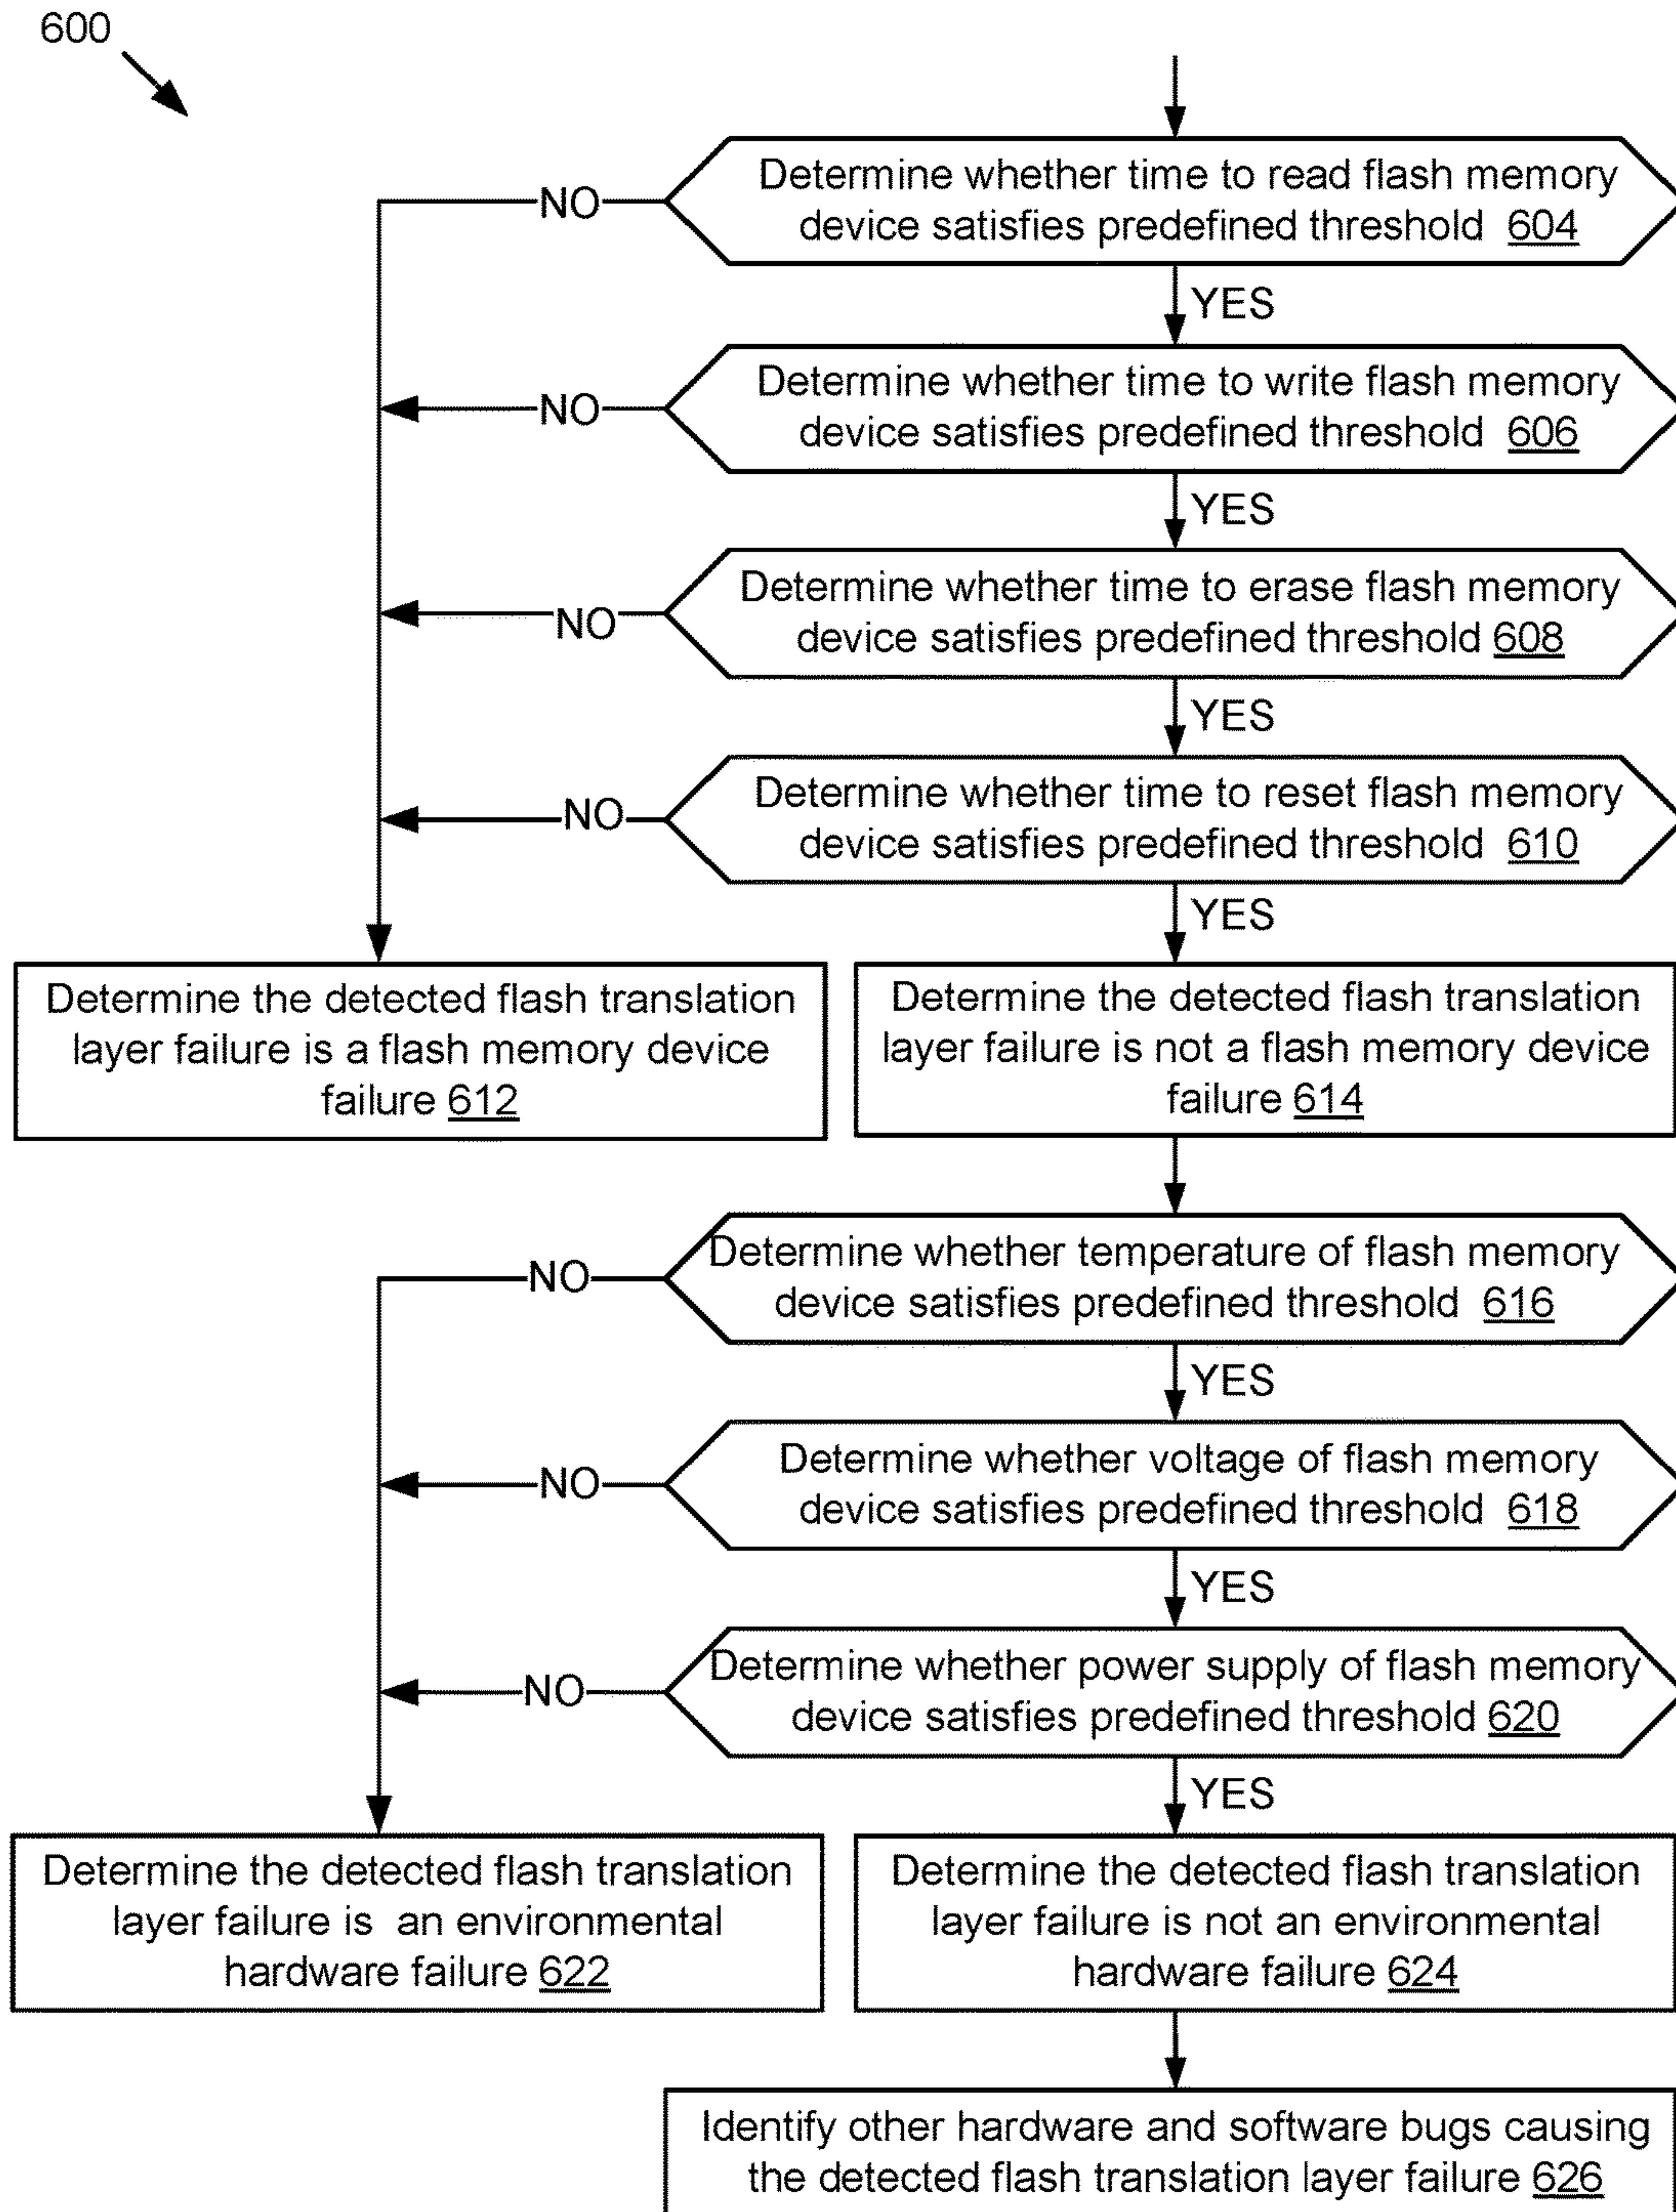 600
Determine whether time to read flash memory
device satisfies predefined threshold 604
NO
YES
Determine whether time to write flash memory
device satisfies predefined threshold 606
NO
YES
Determine whether time to erase flash memory
device satisfies predefined threshold 608
NO
YES
Determine whether time to reset flash memory
device satisfies predefined threshold 610
NO
YES
Determine the detected flash translation
layer failure is a flash memory device
failure 612
Determine the detected flash translation
layer failure is not a flash memory device
failure 614
Determine whether temperature of flash memory
device satisfies predefined threshold 616
NO
YES
Determine whether voltage of flash memory
device satisfies predefined threshold 618
NO
YES
Determine whether power supply of flash memory
device satisfies predefined threshold 620
NO
YES
Determine the detected flash translation
layer failure is an environmental
hardware failure 622
Determine the detected flash translation
layer failure is not an environmental
hardware failure 624
Identify other hardware and software bugs causing
the detected flash translation layer failure 626